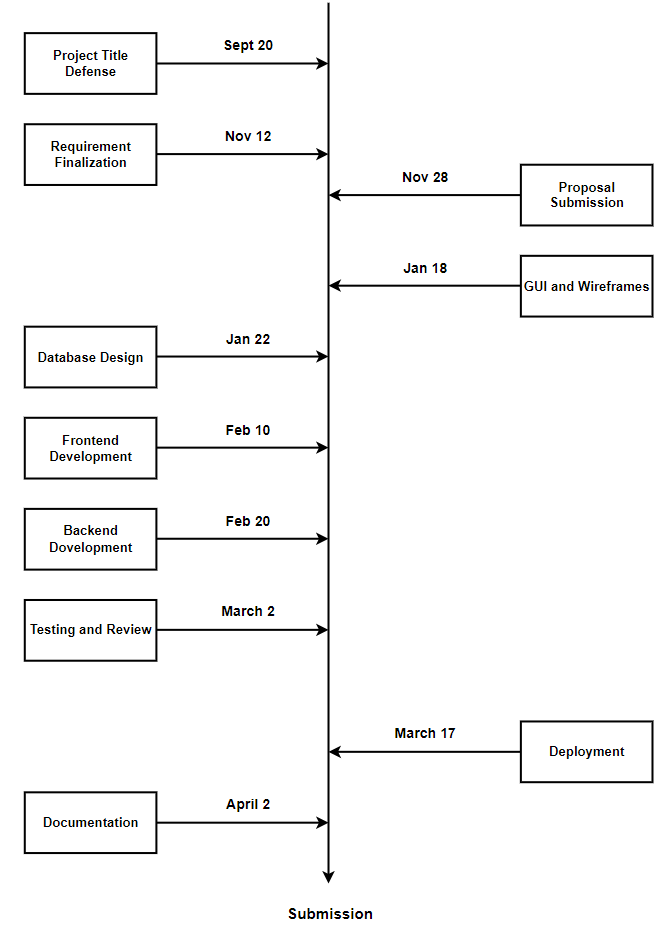 Sept 20
Project Title
Defense
Nov 12
Requirement
Finalization
Nov 28
Proposal
Submission
Jan 18
GUI and Wireframes
Jan 22
Database Design
Feb 10
Frontend
Development
Feb 20
Backend
Dovelopment
March 2
Testing and Review
March 17
Deployment
April 2
Documentation
Submission